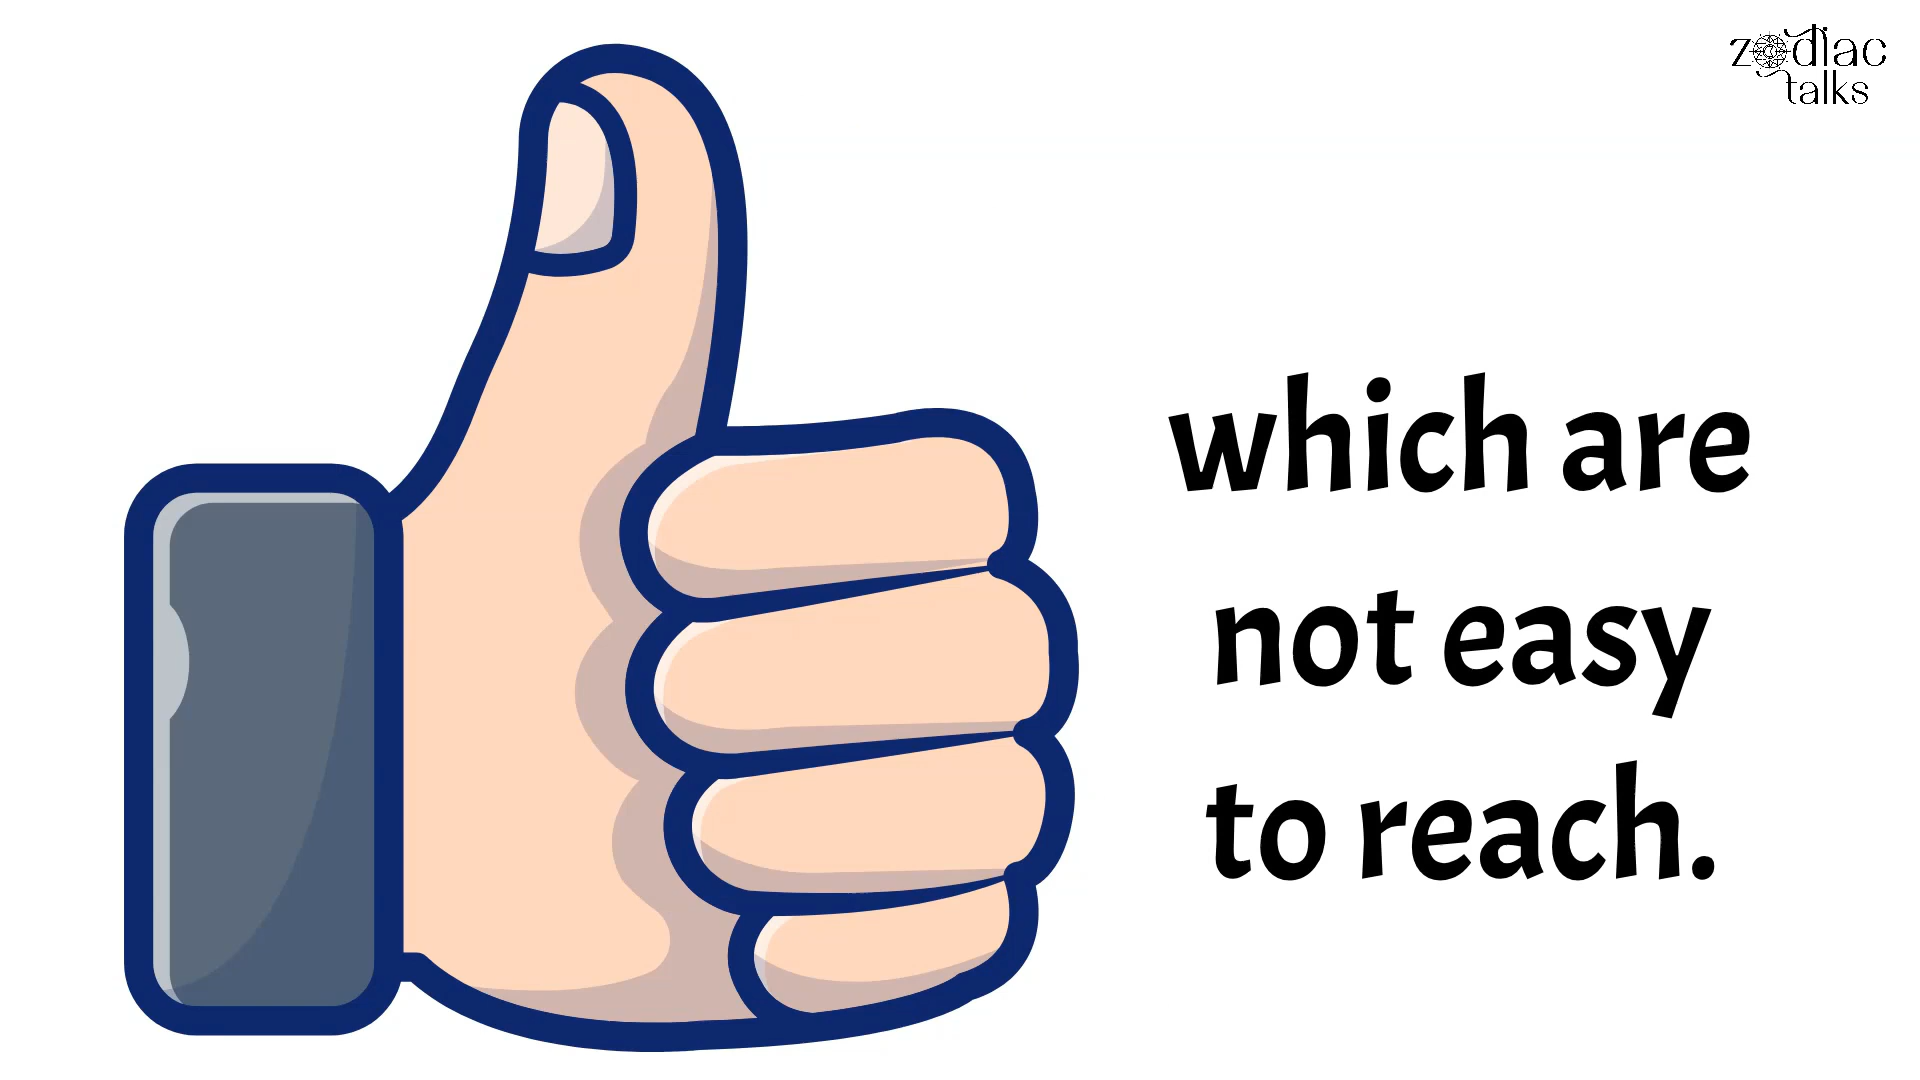 zodiac
talks
which are
not easy
to reach.